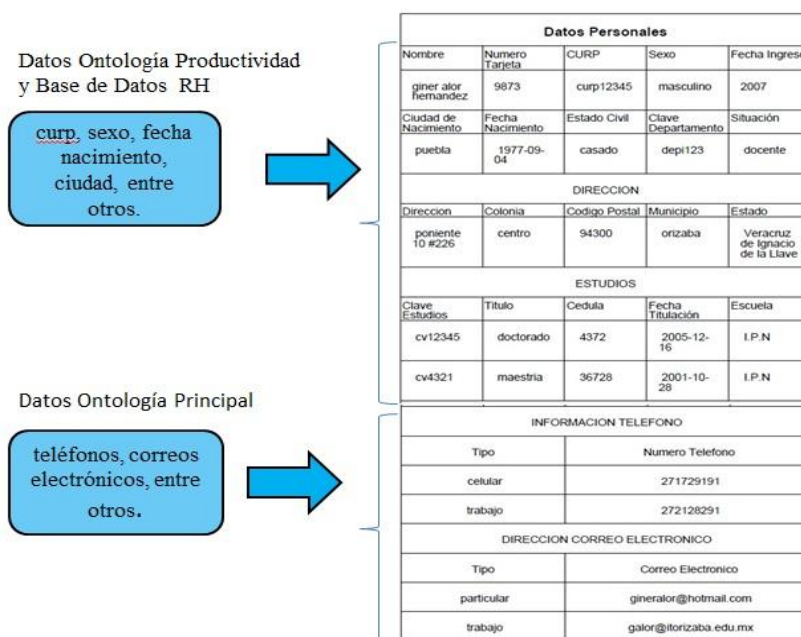 Datos Ontología Productividad
y Base de Datos RH
curp, sexo, fecha
nacimiento,
ciudad, entre
otros.
Datos Ontología Principal
teléfonos, correos
electrónicos, entre
otros.
Datos Personales
Nombre Numero Tarjeta CURP Sexo Fecha Ingreso
giner alor hernandez 9873 curp12345 masculino 2007
Ciudad de Nacimiento Fecha Nacimiento Estado Civil Clave Departamento Situación
puebla 1977-09-04 casado depi123 docente
DIRECCION
Direccion Colonia Codigo Postal Municipio Estado
poniente 10 #226 centro 94300 orizaba Veracruz de Ignacio de la Llave
ESTUDIOS
Clave Estudios Titulo Cedula Fecha Titulación Escuela
cv12345 doctorado 4372 2005-12-16 I.P.N
cv4321 maestria 36728 2001-10-28 I.P.N
INFORMACION TELEFONO
Tipo Numero Telefono
celular 271729191
trabajo 272128291
DIRECCION CORREO ELECTRONICO
Tipo Correo Electronico
particular gineralor@hotmail.com
trabajo galor@itorizaba.edu.mx